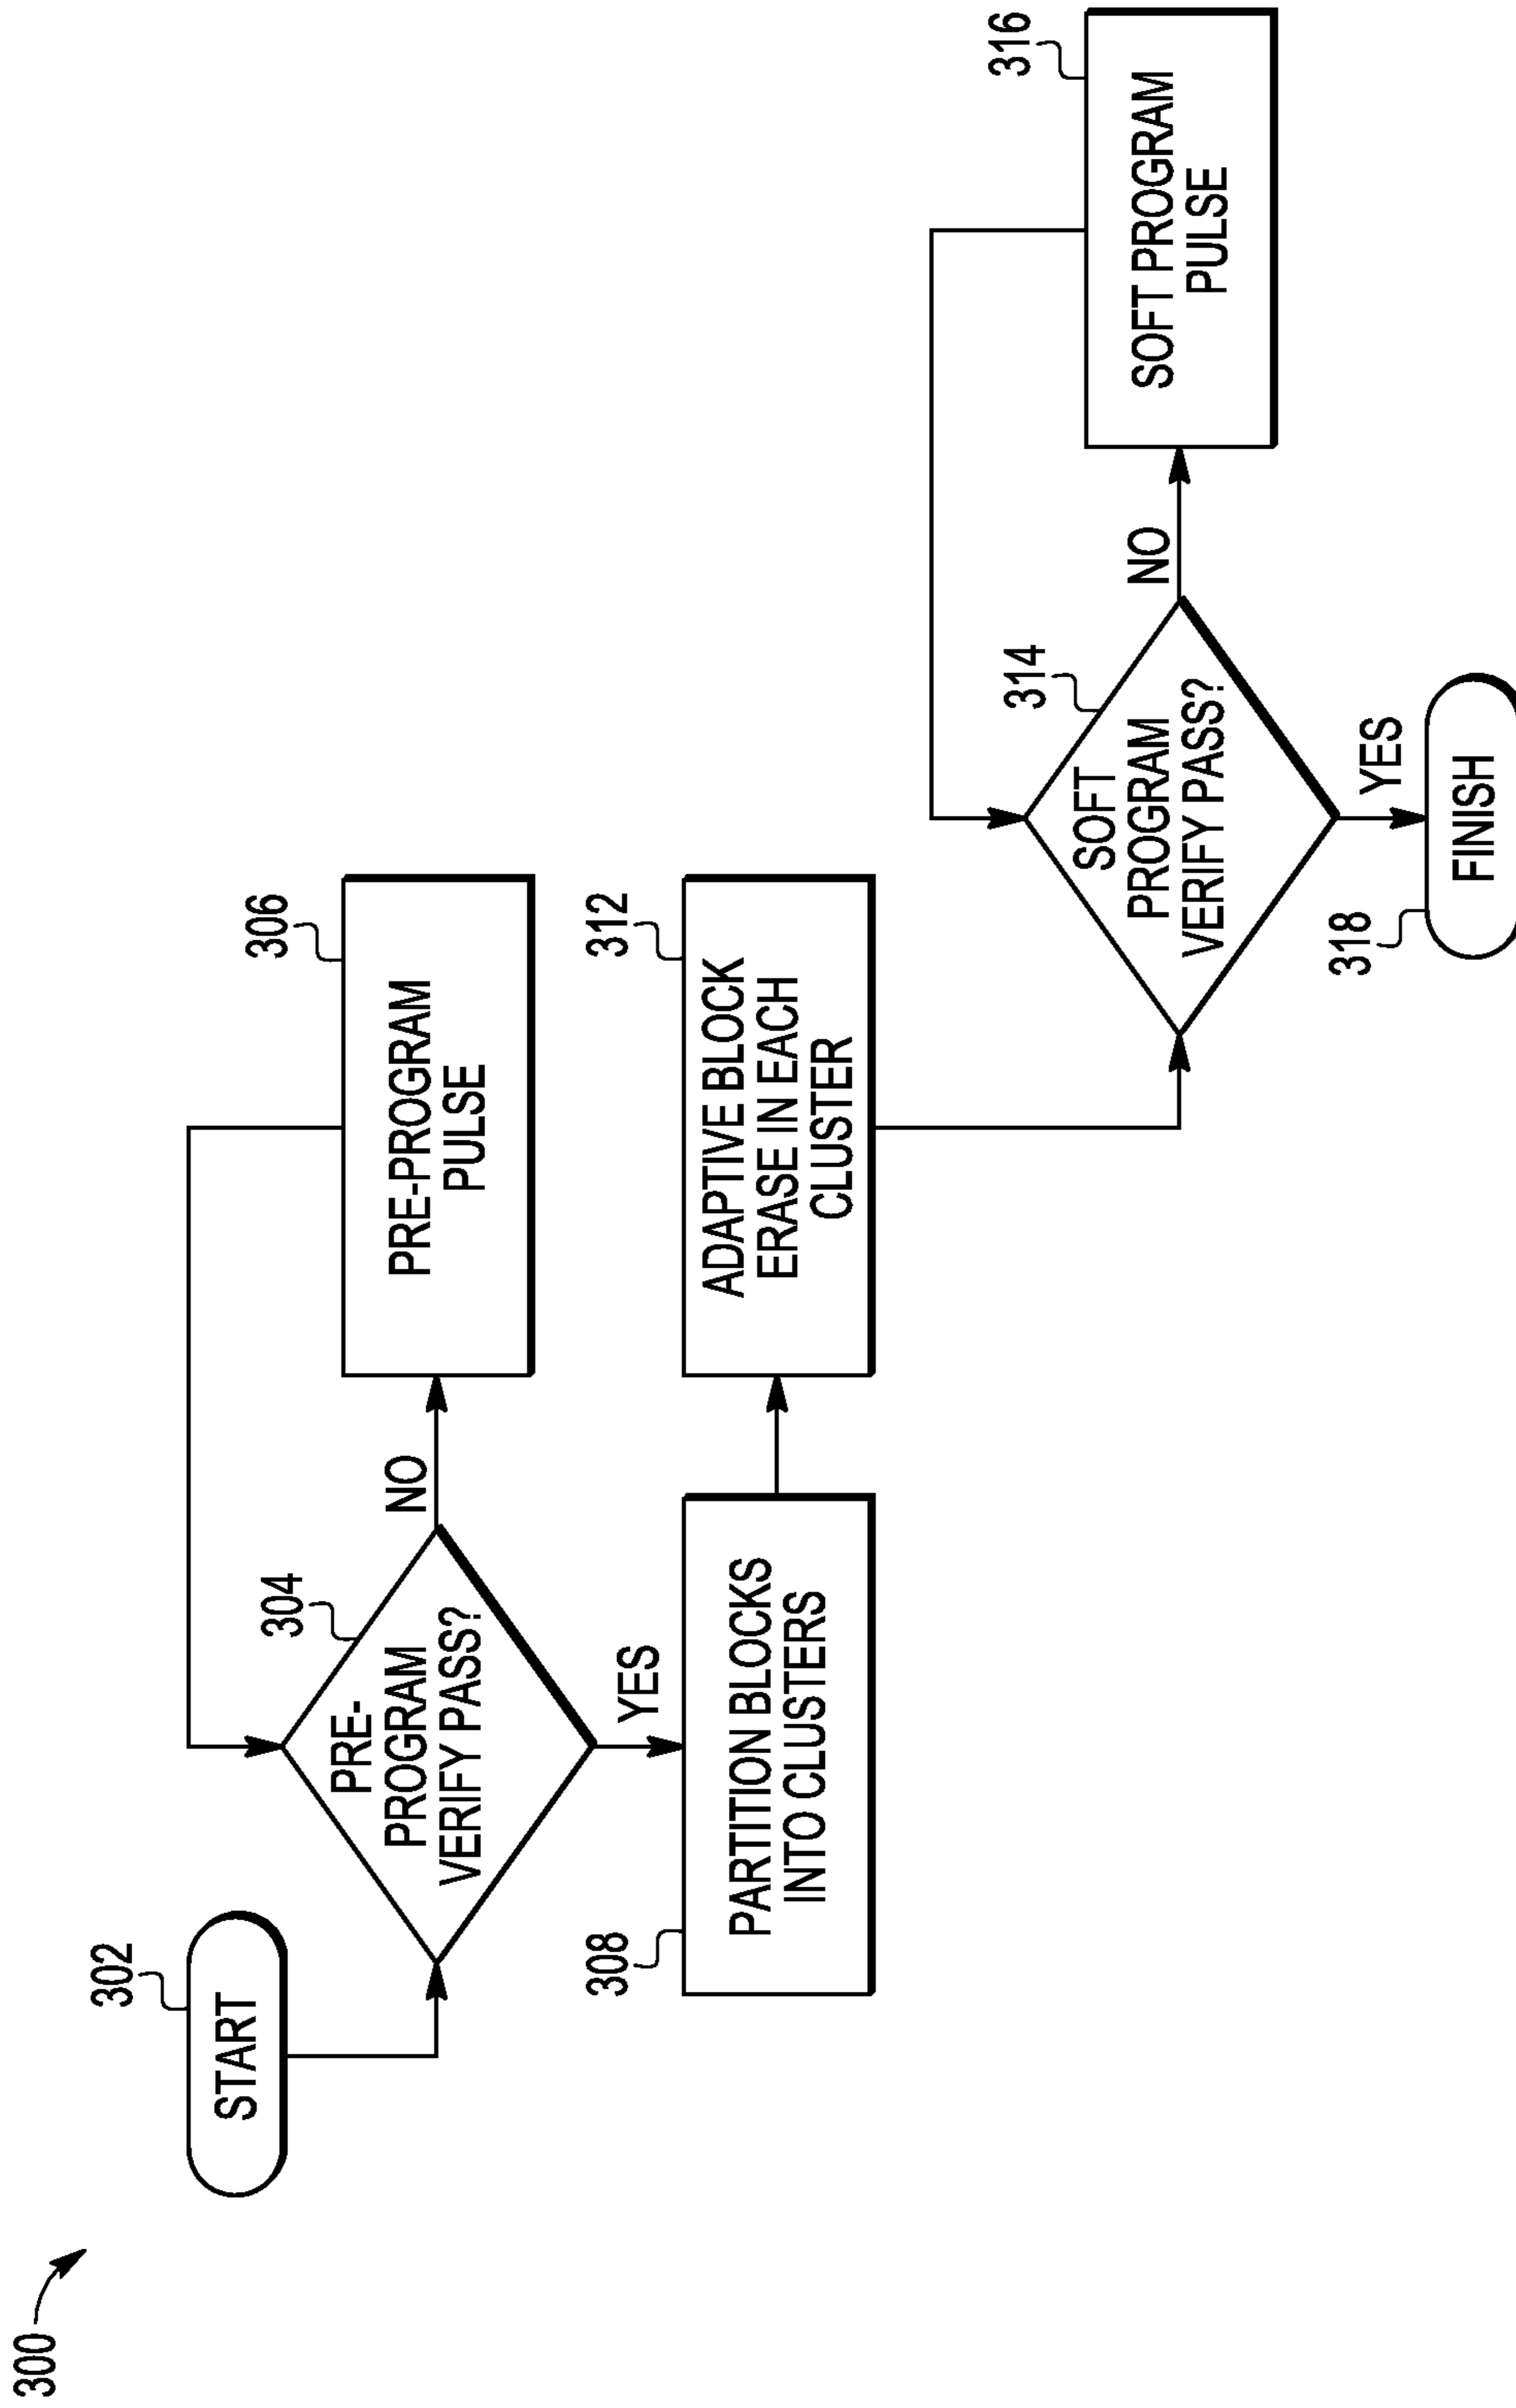 300
302
START
304
PRE-
PROGRAM
VERIFY PASS?
NO
306
PRE-PROGRAM
PULSE
YES
308
PARTITION BLOCKS
INTO CLUSTERS
312
ADAPTIVE BLOCK
ERASE IN EACH
CLUSTER
314
SOFT
PROGRAM
VERIFY PASS?
NO
316
SOFT PROGRAM
PULSE
YES
318
FINISH